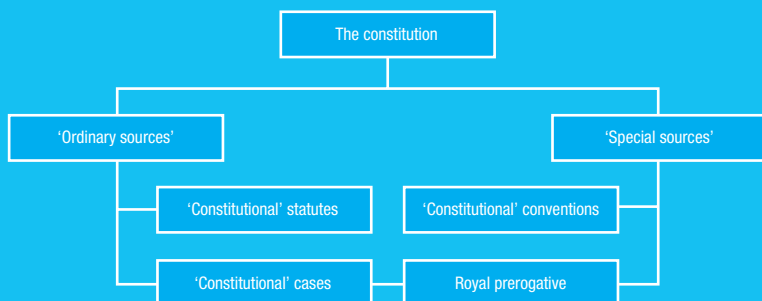 The constitution
‘Ordinary sources’
‘Special sources’
‘Constitutional’ statutes
‘Constitutional’ conventions
‘Constitutional’ cases
Royal prerogative